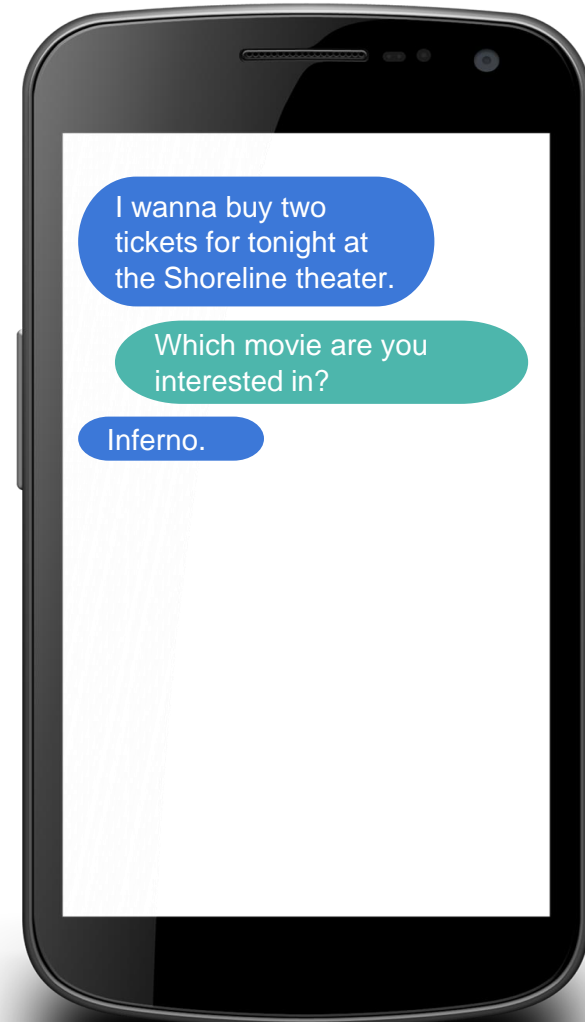 I wanna buy two
tickets for tonight at
the Shoreline theater.
Which movie are you
interested in?
Inferno.